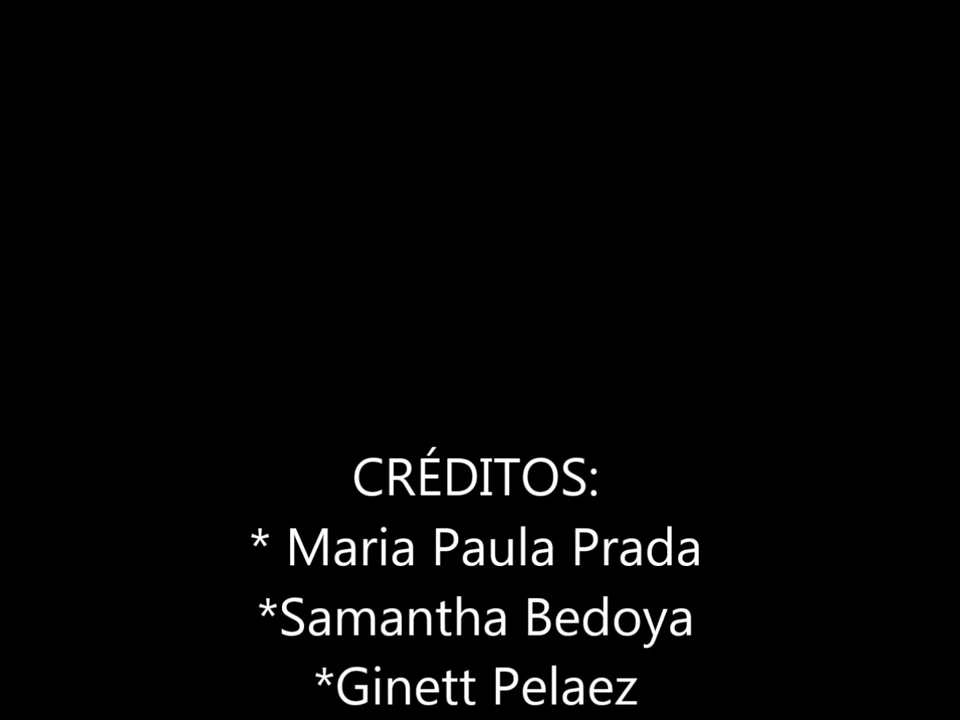 CRÉDITOS:
* Maria Paula Prada
*Samantha Bedoya
*Ginett Pelaez